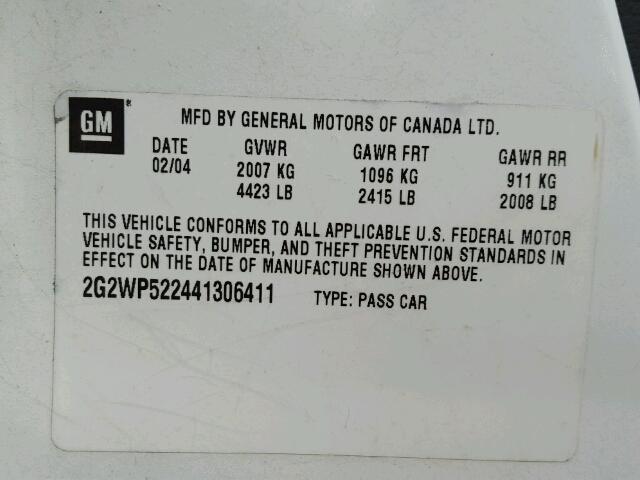 GM®
MFD BY GENERAL MOTORS OF CANADA LTD.
DATE GVWR GAWR FRT GAWR RR
02/04 2007 KG 1096 KG 911 KG
4423 LB 2415 LB 2008 LB
THIS VEHICLE CONFORMS TO ALL APPLICABLE U.S. FEDERAL MOTOR
VEHICLE SAFETY, BUMPER, AND THEFT PREVENTION STANDARDS IN
EFFECT ON THE DATE OF MANUFACTURE SHOWN ABOVE.
2G2WP522441306411 TYPE: PASS CAR